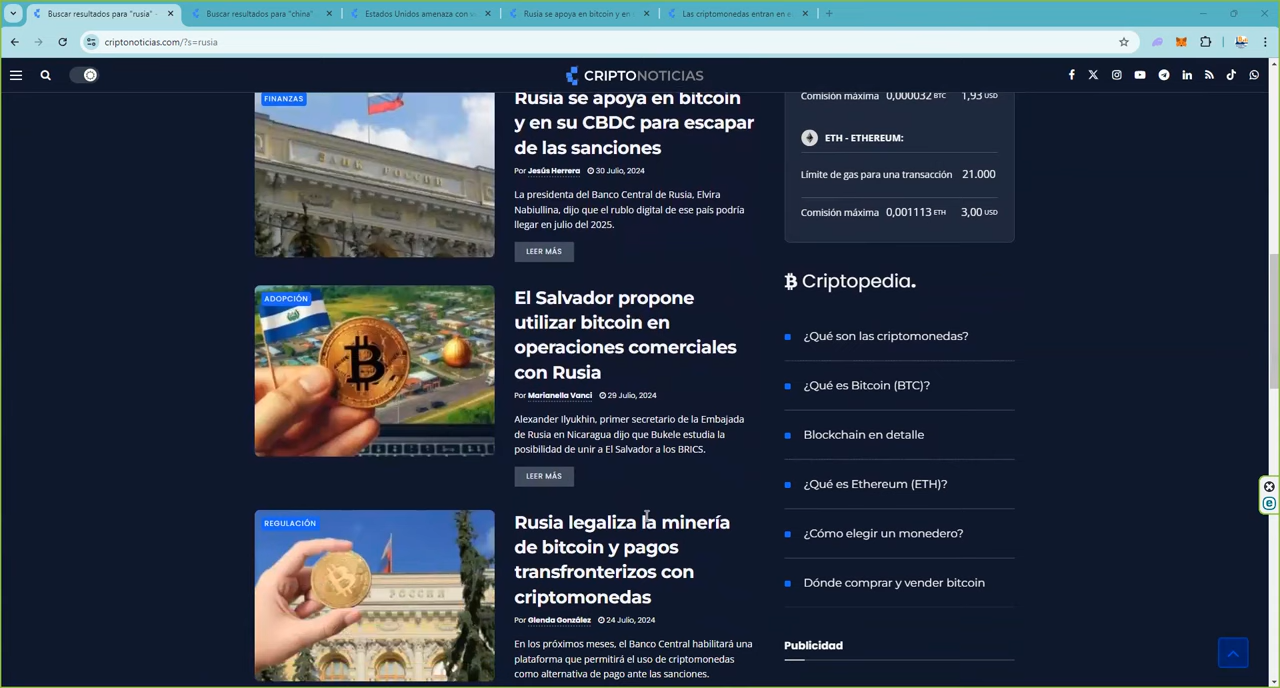 Buscar resultados para "rusia" -
Buscar resultados para "china"
Estados Unidos amenaza con
Rusia se apoya en bitcoin y en
Las criptomonedas entran en
criptonoticias.com/?s=rusia
CRIPTONOTICIAS
FINANZAS
Rusia se apoya en bitcoin
y en su CBDC para escapar
de las sanciones
Por Jesús Herrera 30 Julio, 2024
La presidenta del Banco Central de Rusia, Elvira
Nabiullina, dijo que el rublo digital de ese país podría
llegar en julio del 2025.
LEER MÁS
ADOPCIÓN
El Salvador propone
utilizar bitcoin en
operaciones comerciales
con Rusia
Por Marianella Vanci 29 Julio, 2024
Alexander Ilyukhin, primer secretario de la Embajada
de Rusia en Nicaragua dijo que Bukele estudia la
posibilidad de unir a El Salvador a los BRICS.
LEER MÁS
REGULACIÓN
Rusia legaliza la minería
de bitcoin y pagos
transfronterizos con
criptomonedas
Por Glenda González 24 Julio, 2024
En los próximos meses, el Banco Central habilitará una
plataforma que permitirá el uso de criptomonedas
como alternativa de pago ante las sanciones.
Comisión máxima 0,000032 BTC 1,93 USD
ETH - ETHEREUM:
Límite de gas para una transacción 21.000
Comisión máxima 0,001113 ETH 3,00 USD
Criptopedia.
¿Qué son las criptomonedas?
¿Qué es Bitcoin (BTC)?
Blockchain en detalle
¿Qué es Ethereum (ETH)?
¿Cómo elegir un monedero?
Dónde comprar y vender bitcoin
Publicidad